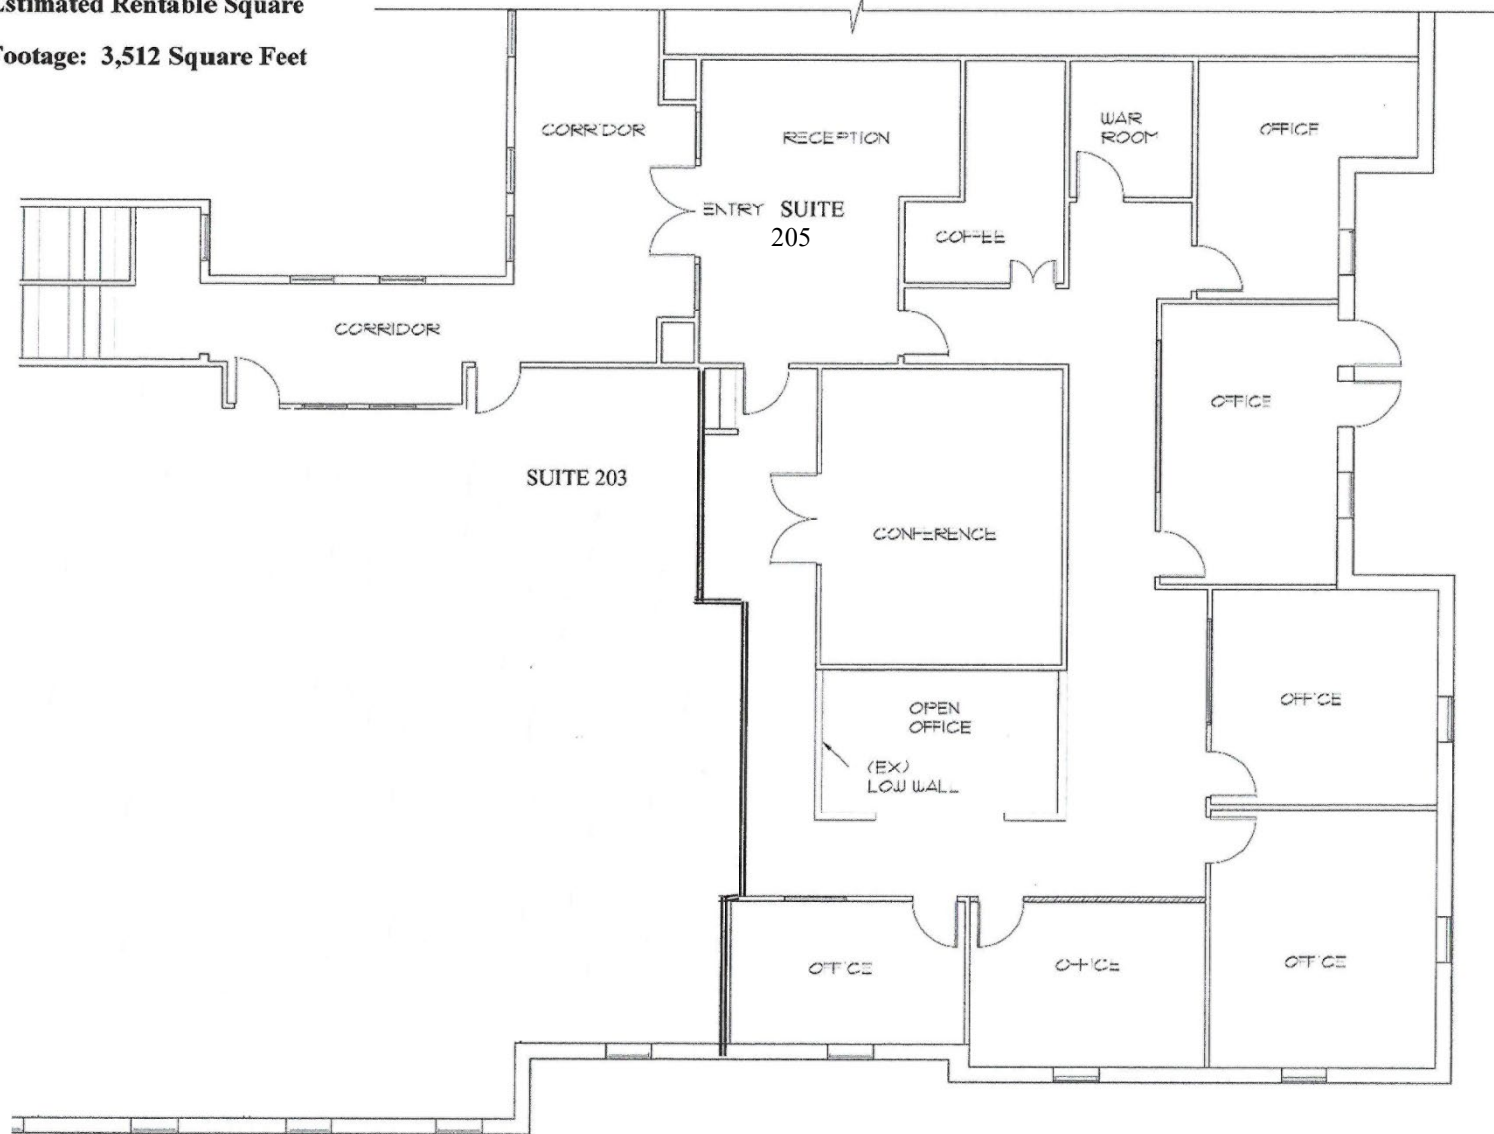 Estimated Rentable Square
Footage: 3,512 Square Feet
CORRIDOR
RECEPTION
WAR
ROOM
OFFICE
ENTRY SUITE
205
COFFEE
CORRIDOR
OFFICE
SUITE 203
CONFERENCE
OPEN
OFFICE
OFFICE
(EX)
LOW WALL
OFFICE
OFFICE
OFFICE